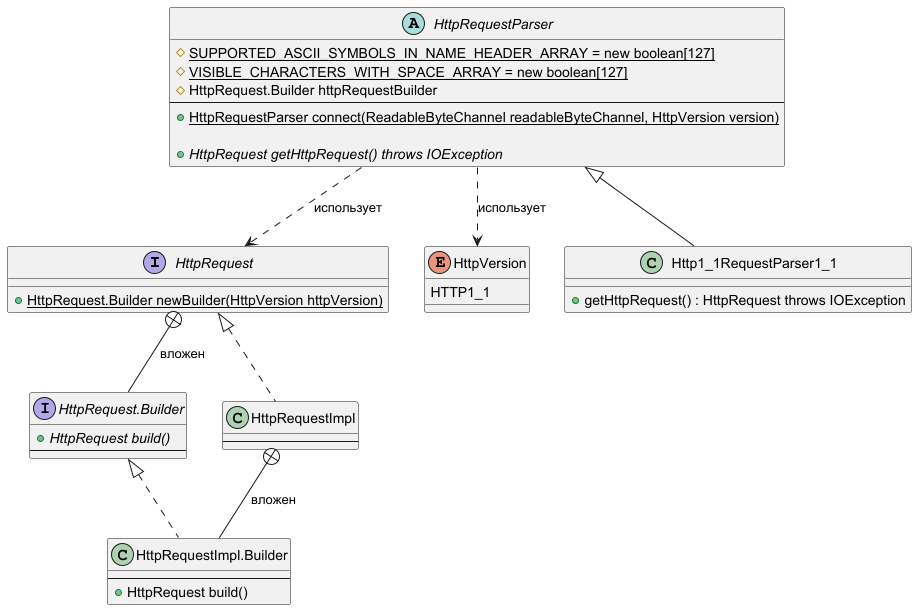 A HttpRequestParser
SUPPORTED_ASCII_SYMBOLS_IN_NAME_HEADER_ARRAY = new boolean[127]
VISIBLE_CHARACTERS_WITH_SPACE_ARRAY = new boolean[127]
HttpRequest.Builder httpRequestBuilder
HttpRequestParser connect(ReadableByteChannel readableByteChannel, HttpVersion version)
HttpRequest getHttpRequest() throws IOException
использует
использует
I HttpRequest
HttpRequest.Builder newBuilder(HttpVersion httpVersion)
E HttpVersion
HTTP1_1
C Http1_1RequestParser1_1
getHttpRequest() : HttpRequest throws IOException
вложен
I HttpRequest.Builder
HttpRequest build()
C HttpRequestImpl
вложен
C HttpRequestImpl.Builder
HttpRequest build()